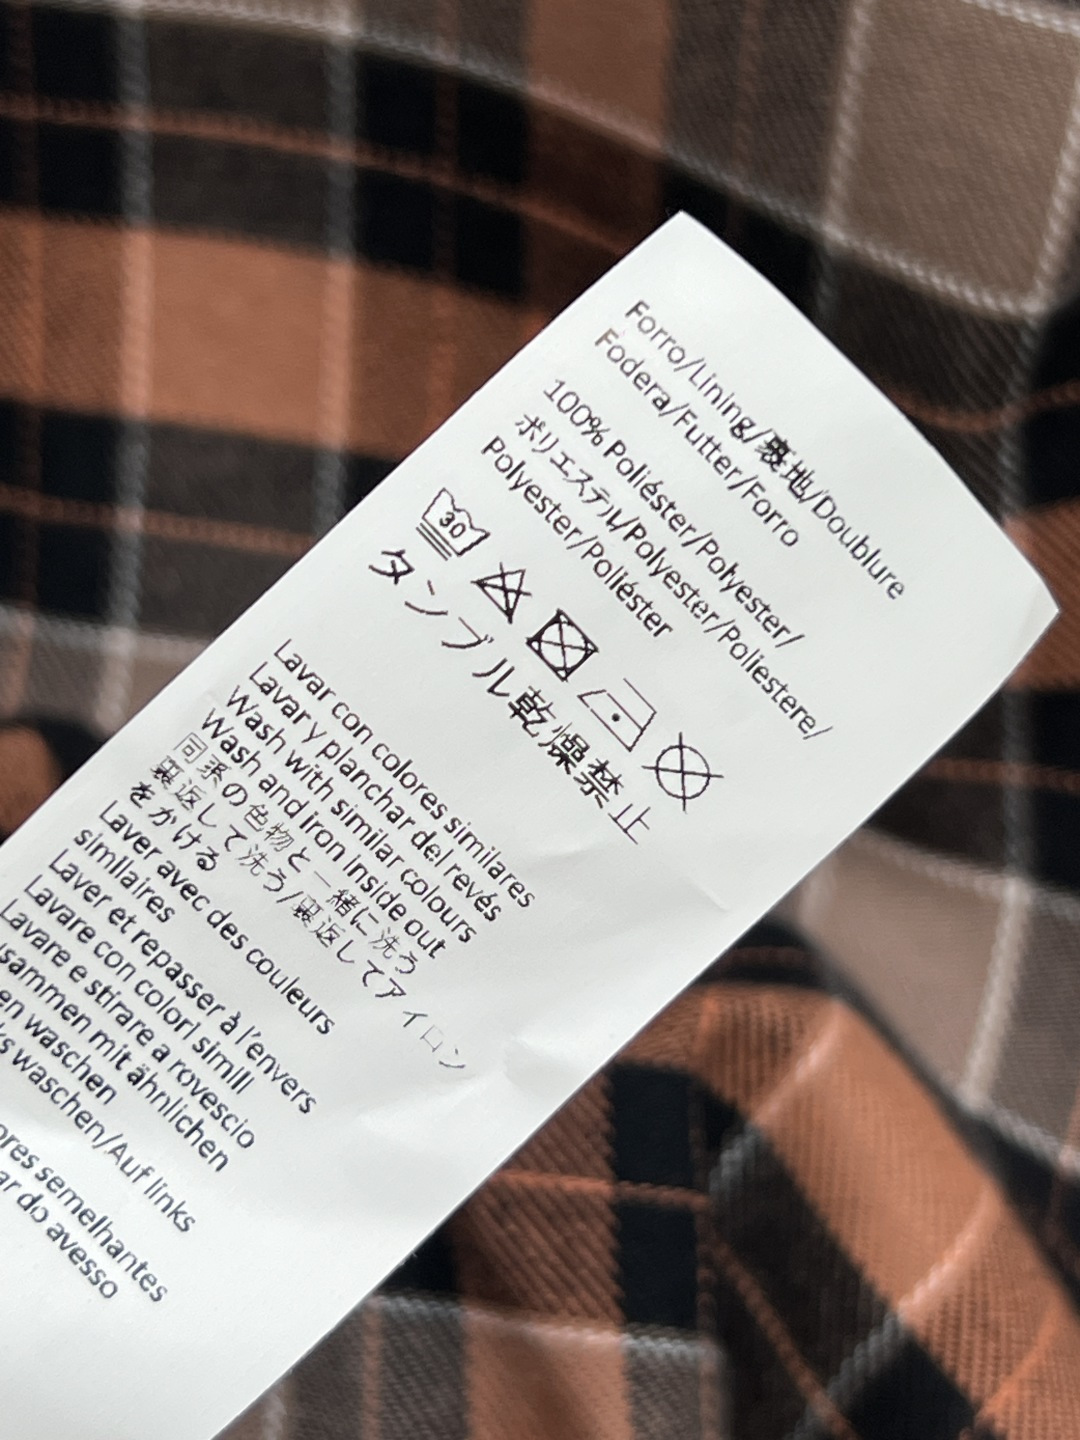 Forro/Lining/裏地/Doublure
Fodera/Futter/Forro
100% Poliéster/Polyester/
ポリエステル/Polyester/Poliestere/
Polyester/Poliéster
30
タンブル乾燥禁止
Lavar con colores similares
Lavar y planchar del revés
Wash with similar colours
Wash and iron inside out
同系の色物と一緒に洗う
裏返して洗う/裏返してアイロン
をかける
Laver avec des couleurs
similaires
Laver et repasser à l'envers
Lavare con colori simili
Lavare e stirare a rovescio
sammen mit ähnlichen
en waschen
s waschen/Auf links
ores semelhantes
ar do avesso